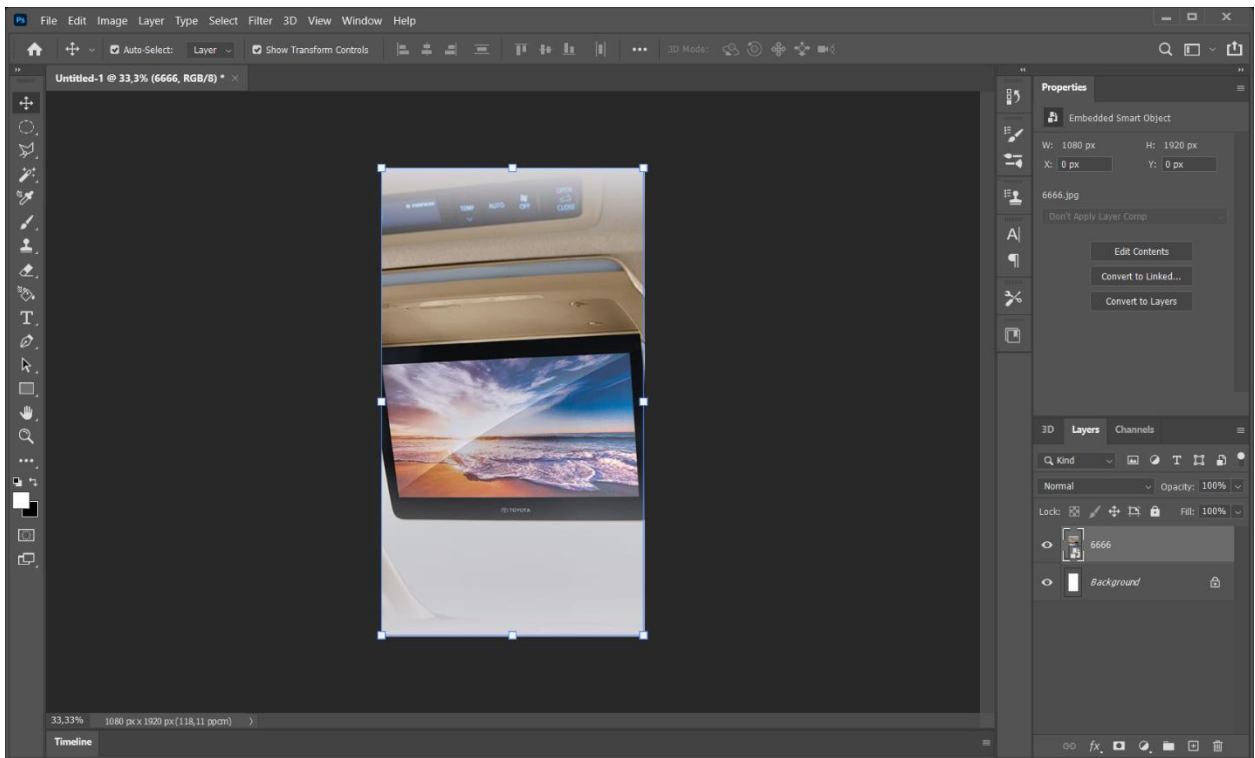 Ps File Edit Image Layer Type Select Filter 3D View Window Help
Auto-Select: Layer Show Transform Controls 3D Mode:
Untitled-1 @ 33,3% (6666, RGB/8) *
Properties
Embedded Smart Object
W: 1080 px H: 1920 px
X: 0 px Y: 0 px
6666.jpg
Don't Apply Layer Comp
Edit Contents
Convert to Linked...
Convert to Layers
OPEN
TEMP AUTO OFF CLOSE
TOYOTA
3D Layers Channels
Kind
Normal Opacity: 100%
Lock: Fill: 100%
6666
Background
33,33% 1080 px x 1920 px (118,11 ppcm)
Timeline